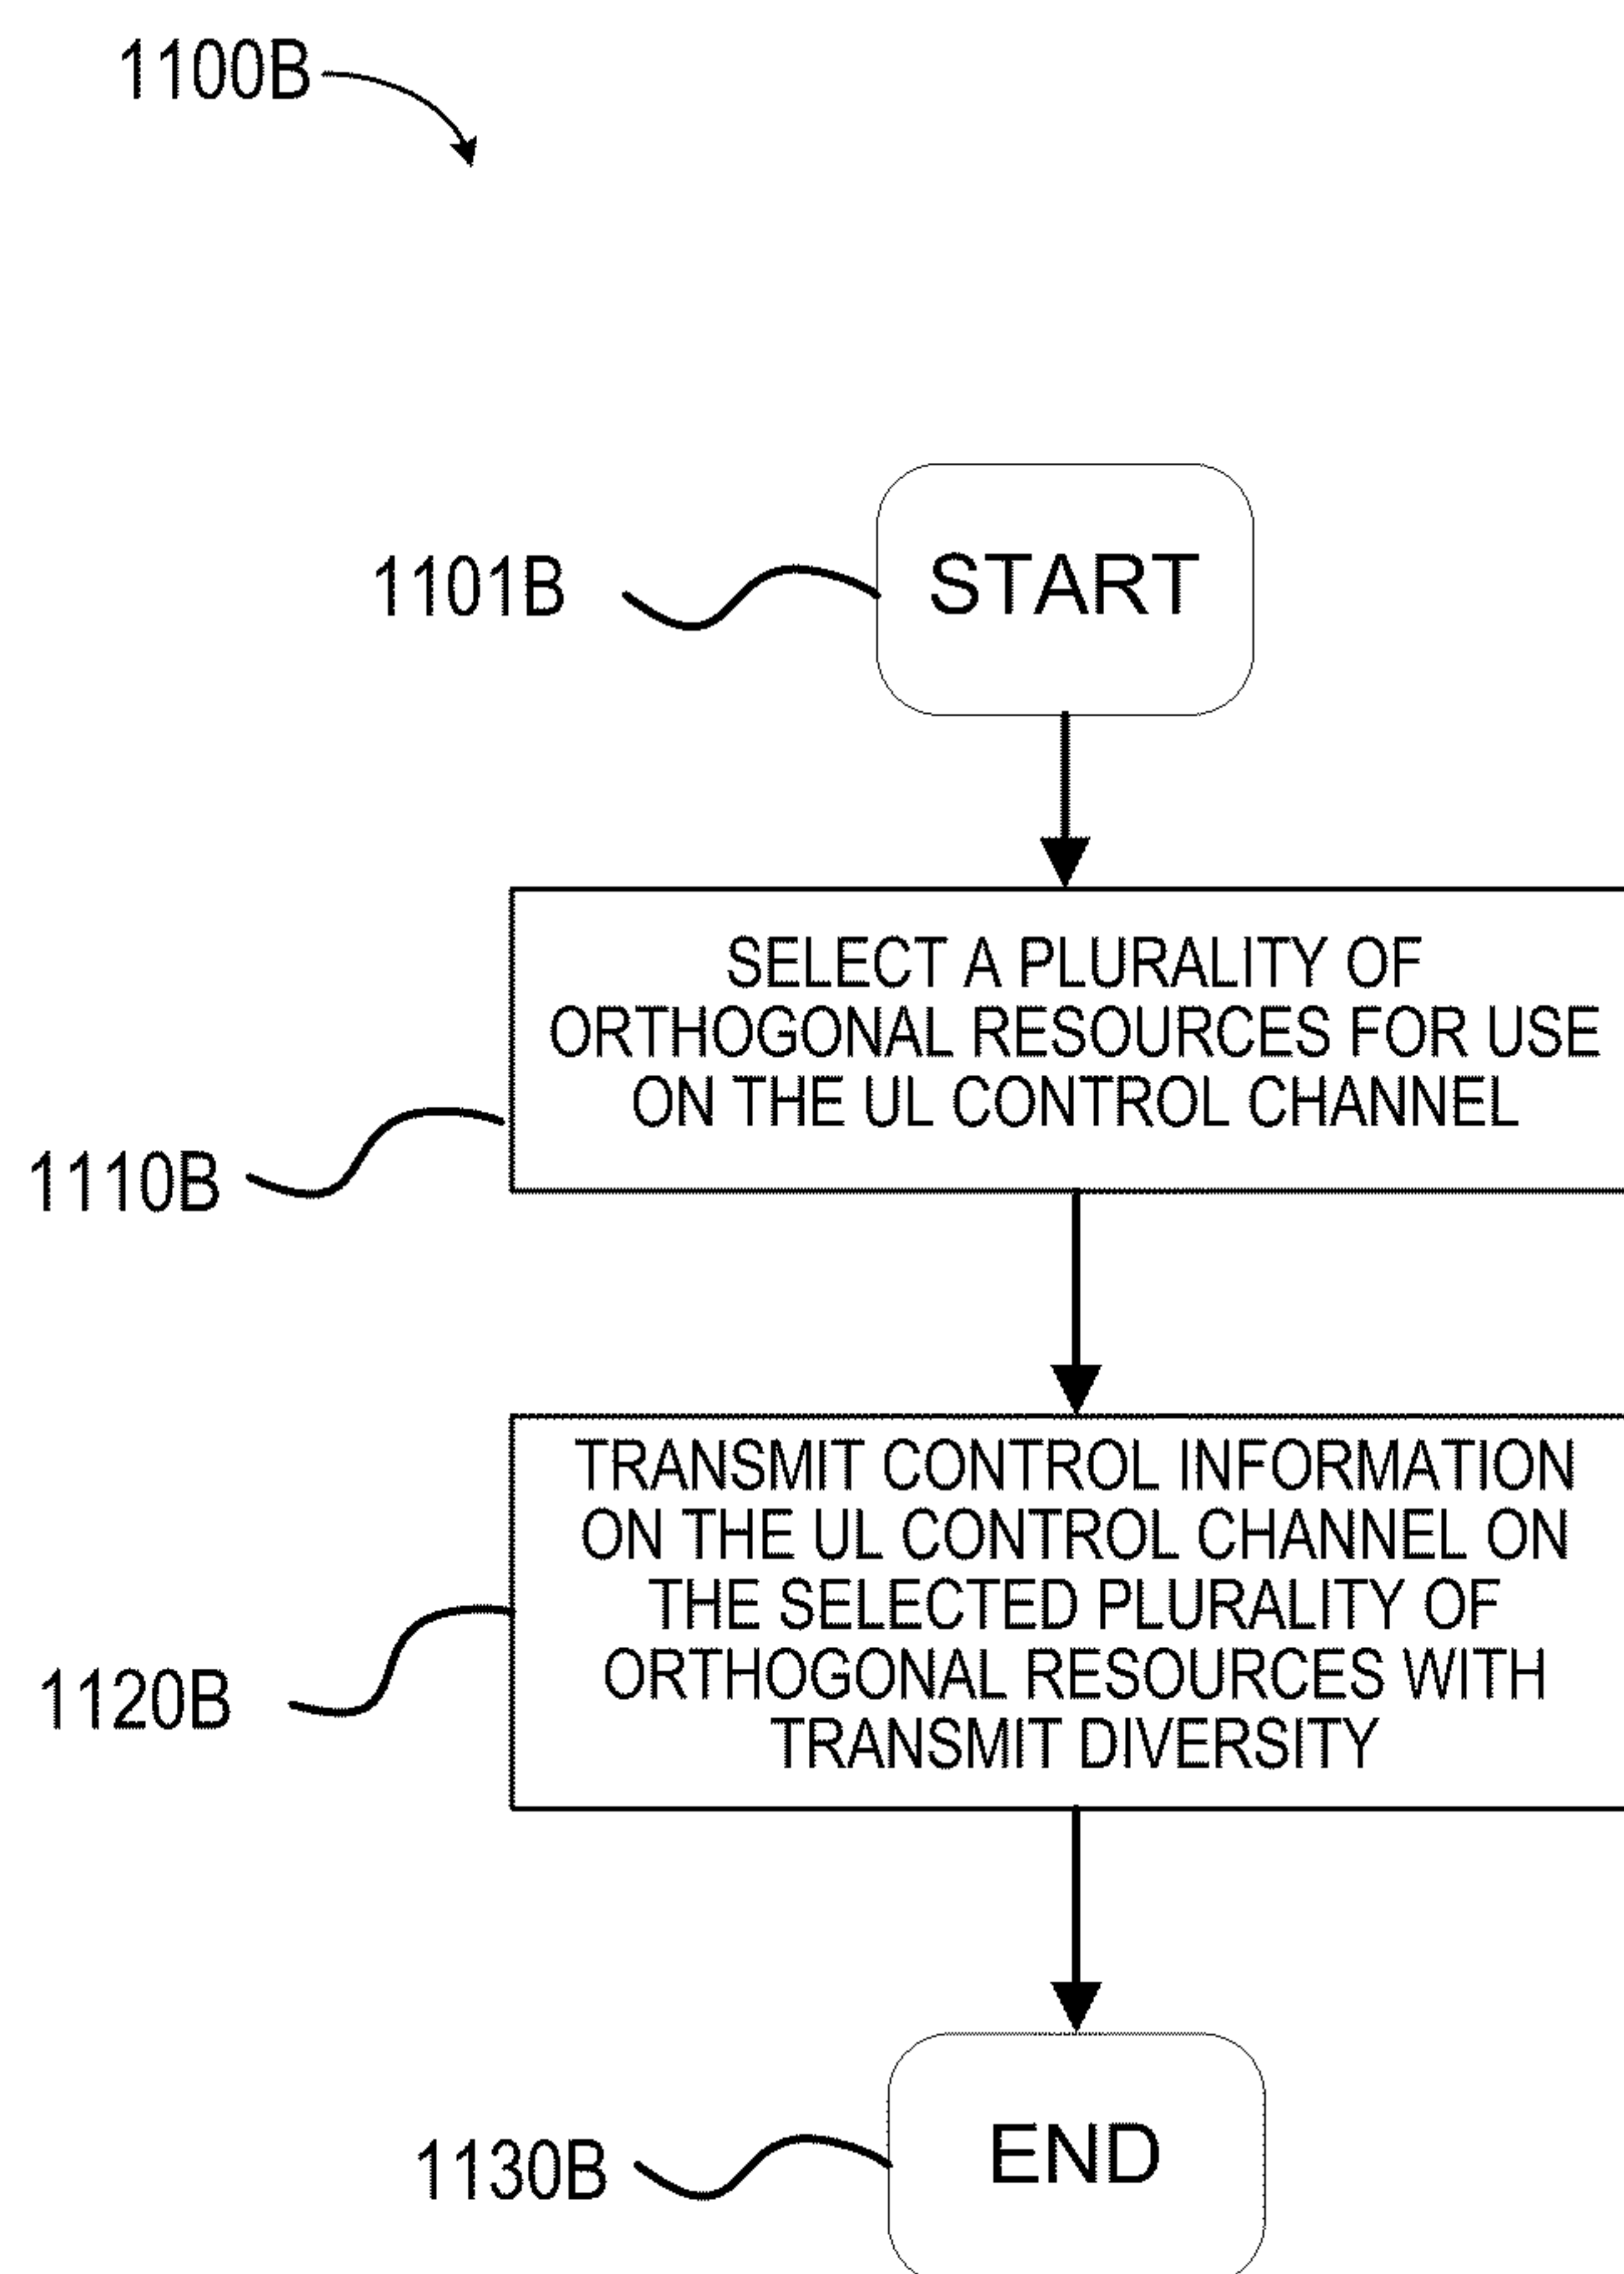 1100B
1101B
START
SELECT A PLURALITY OF
ORTHOGONAL RESOURCES FOR USE
ON THE UL CONTROL CHANNEL
1110B
TRANSMIT CONTROL INFORMATION
ON THE UL CONTROL CHANNEL ON
THE SELECTED PLURALITY OF
ORTHOGONAL RESOURCES WITH
TRANSMIT DIVERSITY
1120B
1130B
END